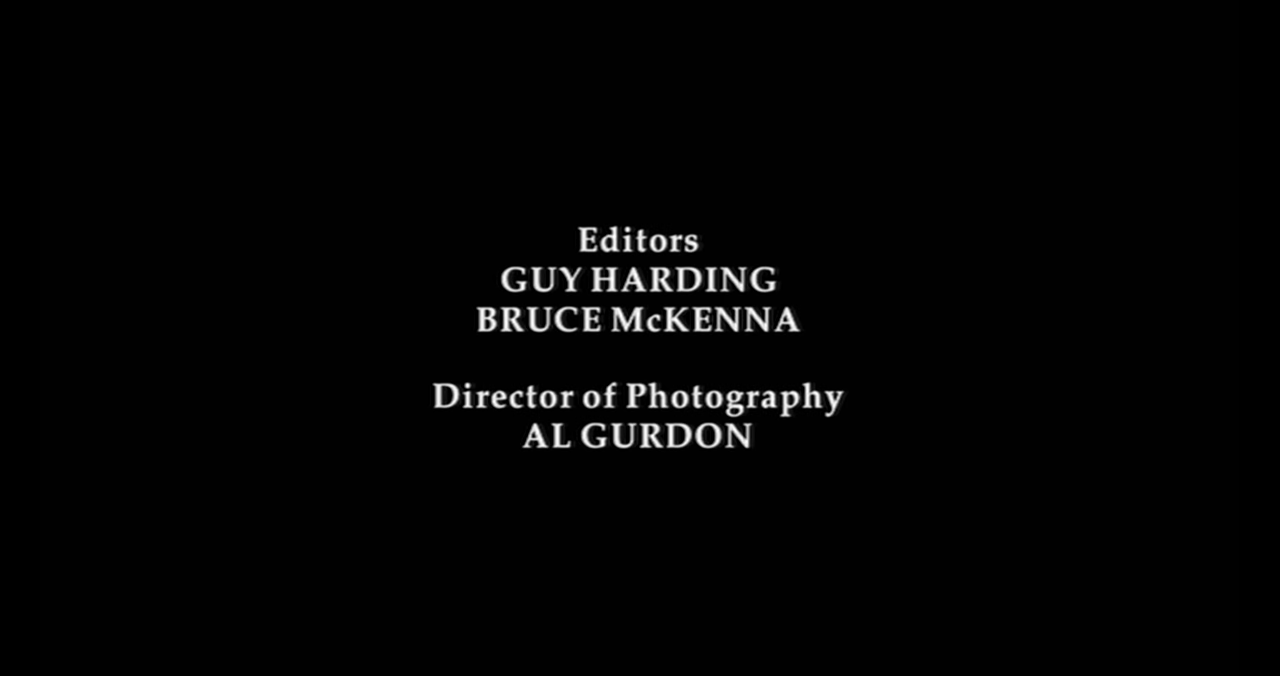 Editors
GUY HARDING
BRUCE McKENNA
Director of Photography
AL GURDON